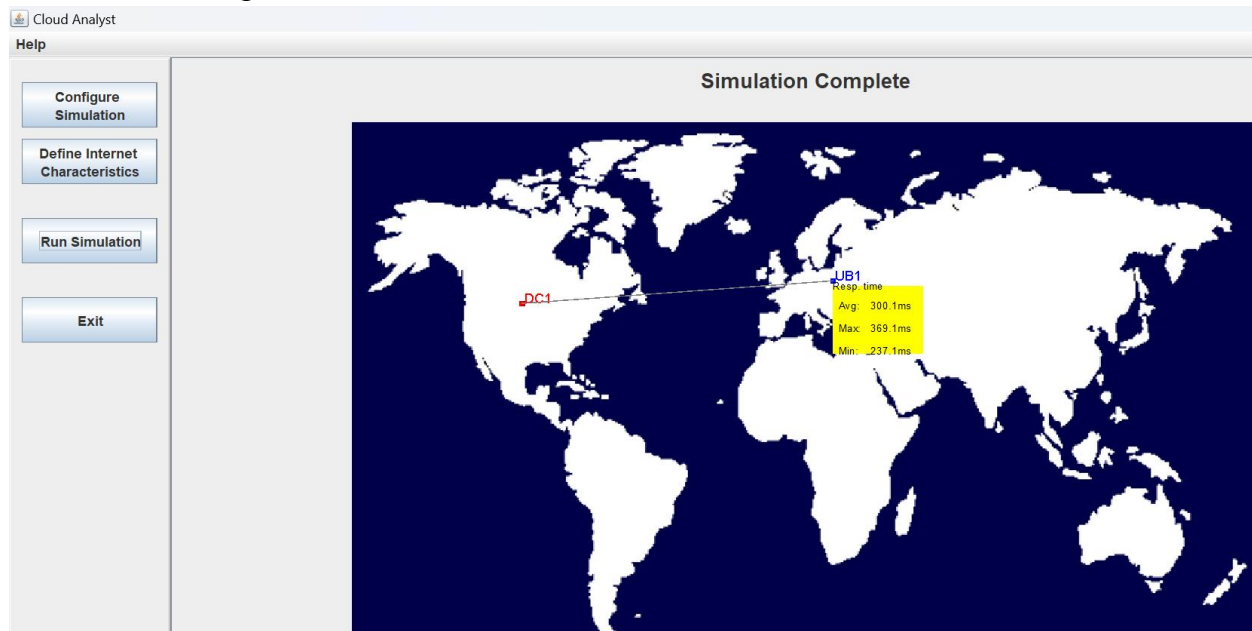 Cloud Analyst
Help
Configure
Simulation
Define Internet
Characteristics
Run Simulation
Exit
Simulation Complete
DC1
UB1
Resp. time
Avg: 300.1ms
Max: 369.1ms
Min: 237.1ms